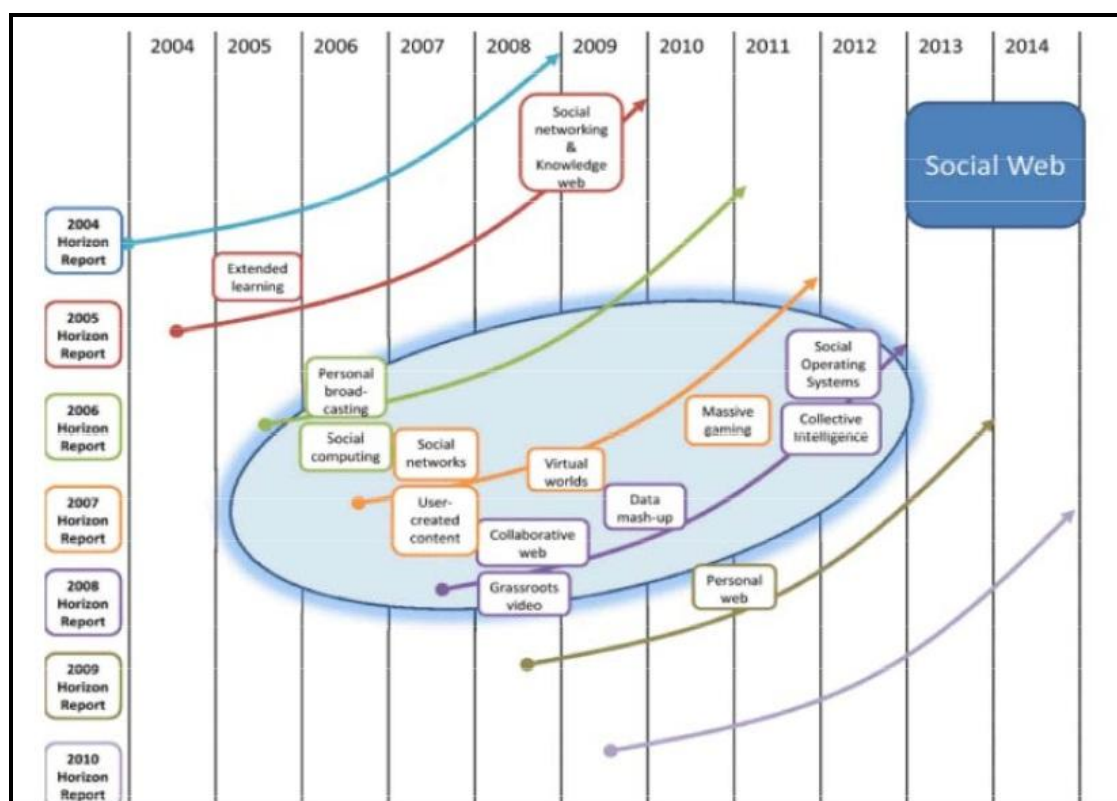 2004 2005 2006 2007 2008 2009 2010 2011 2012 2013 2014
Social
networking
&
Knowledge
web
Social Web
2004
Horizon
Report
Extended
learning
2005
Horizon
Report
Personal
broad-
casting
Social
Operating
Systems
2006
Horizon
Report
Social
computing
Social
networks
Massive
gaming
Collective
Intelligence
Virtual
worlds
2007
Horizon
Report
User-
created
content
Data
mash-up
Collaborative
web
2008
Horizon
Report
Grassroots
video
Personal
web
2009
Horizon
Report
2010
Horizon
Report